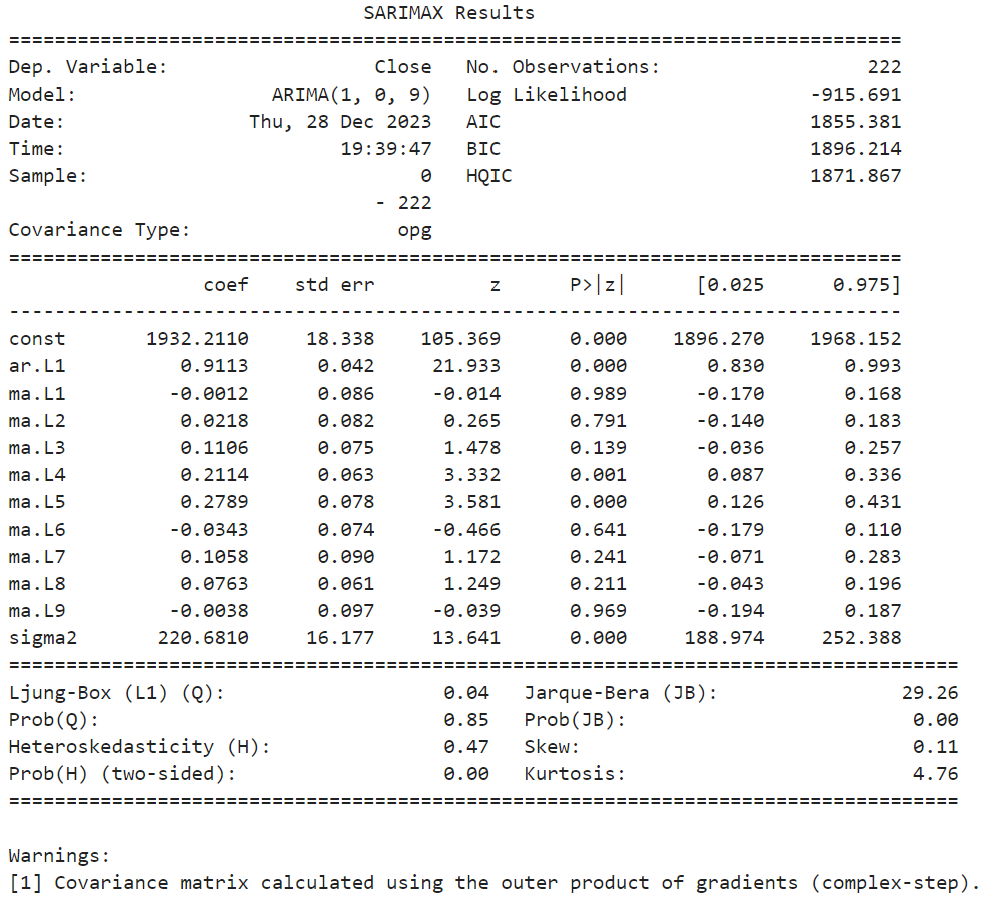 SARIMAX Results
==============================================================================
Dep. Variable:                  Close   No. Observations:                  222
Model:                 ARIMA(1, 0, 9)   Log Likelihood                -915.691
Date:                Thu, 28 Dec 2023   AIC                           1855.381
Time:                        19:39:47   BIC                           1896.214
Sample:                             0   HQIC                          1871.867
                                - 222
Covariance Type:                  opg
==============================================================================
                 coef    std err          z      P>|z|      [0.025      0.975]
------------------------------------------------------------------------------
const       1932.2110     18.338    105.369      0.000    1896.270    1968.152
ar.L1          0.9113      0.042     21.933      0.000       0.830       0.993
ma.L1         -0.0012      0.086     -0.014      0.989      -0.170       0.168
ma.L2          0.0218      0.082      0.265      0.791      -0.140       0.183
ma.L3          0.1106      0.075      1.478      0.139      -0.036       0.257
ma.L4          0.2114      0.063      3.332      0.001       0.087       0.336
ma.L5          0.2789      0.078      3.581      0.000       0.126       0.431
ma.L6         -0.0343      0.074     -0.466      0.641      -0.179       0.110
ma.L7          0.1058      0.090      1.172      0.241      -0.071       0.283
ma.L8          0.0763      0.061      1.249      0.211      -0.043       0.196
ma.L9         -0.0038      0.097     -0.039      0.969      -0.194       0.187
sigma2       220.6810     16.177     13.641      0.000     188.974     252.388
===================================================================================
Ljung-Box (L1) (Q):                   0.04   Jarque-Bera (JB):                29.26
Prob(Q):                              0.85   Prob(JB):                         0.00
Heteroskedasticity (H):               0.47   Skew:                             0.11
Prob(H) (two-sided):                  0.00   Kurtosis:                         4.76
===================================================================================

Warnings:
[1] Covariance matrix calculated using the outer product of gradients (complex-step).